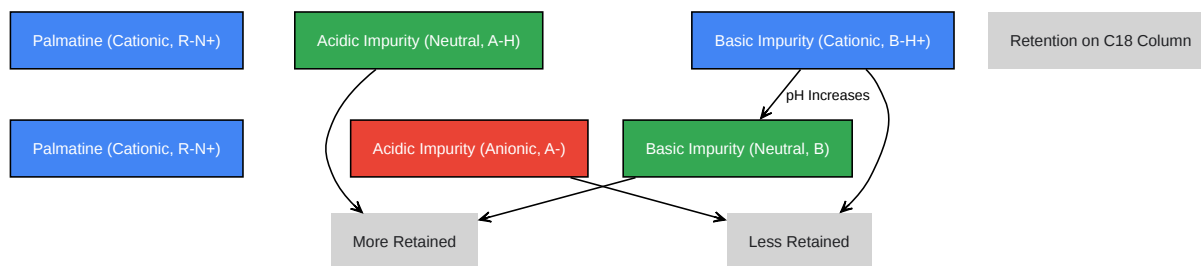 Palmatine (Cationic, R-N+)
Acidic Impurity (Neutral, A-H)
Basic Impurity (Cationic, B-H+)
Retention on C18 Column
pH Increases
Palmatine (Cationic, R-N+)
Acidic Impurity (Anionic, A-)
Basic Impurity (Neutral, B)
More Retained
Less Retained